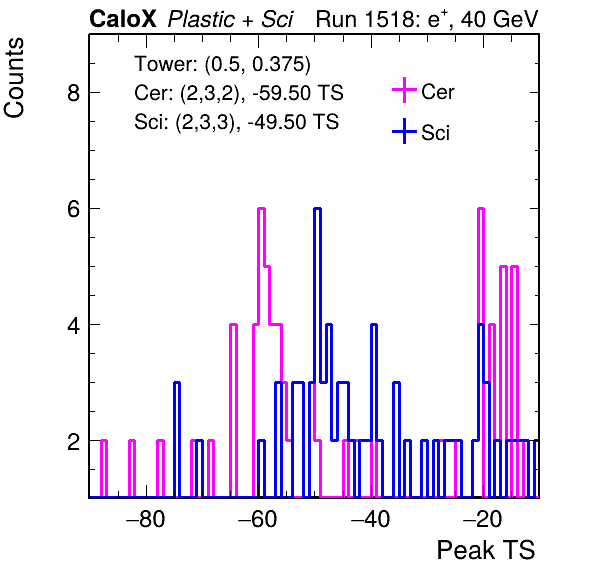 CaloX Plastic + Sci Run 1518: e+, 40 GeV
Counts
Tower: (0.5, 0.375)
Cer: (2,3,2), -59.50 TS
Sci: (2,3,3), -49.50 TS
Cer
Sci
8
6
4
2
−80 −60 −40 −20
Peak TS